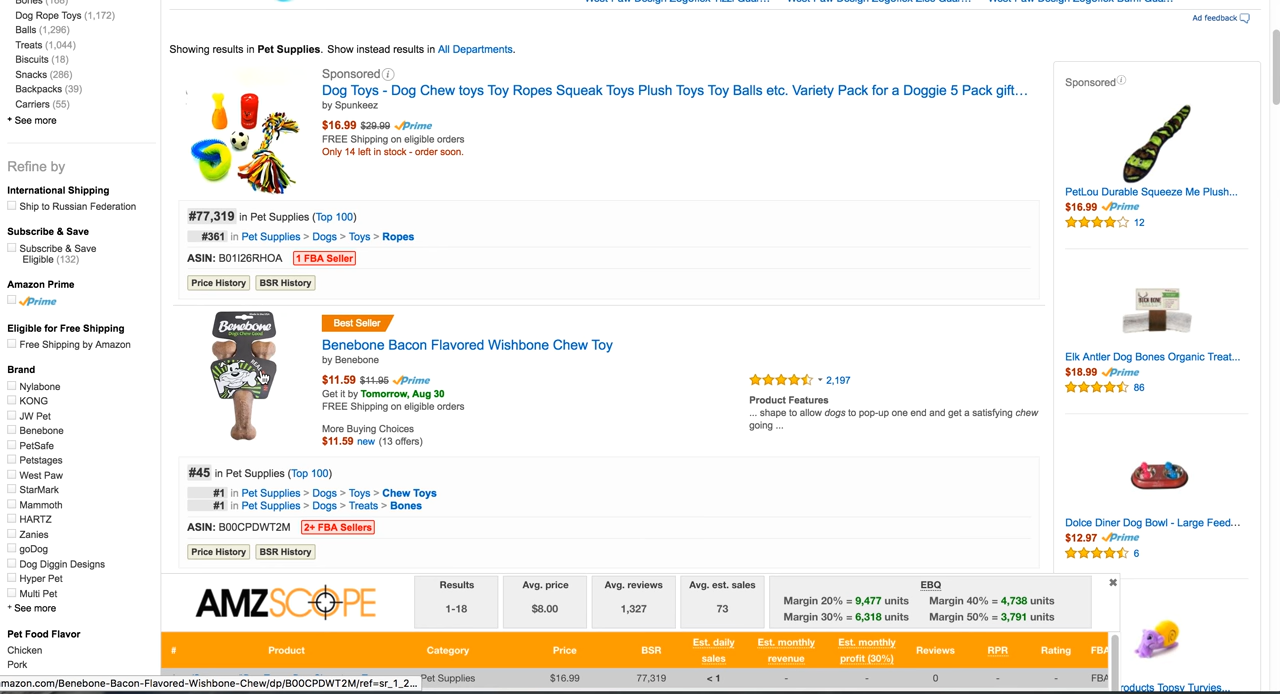 Bones (168)
Dog Rope Toys (1,172)
Balls (1,296)
Treats (1,044)
Biscuits (18)
Snacks (286)
Backpacks (39)
Carriers (55)
+ See more
Refine by
International Shipping
Ship to Russian Federation
Subscribe & Save
Subscribe & Save
Eligible (132)
Amazon Prime
Prime
Eligible for Free Shipping
Free Shipping by Amazon
Brand
Nylabone
KONG
JW Pet
Benebone
PetSafe
Petstages
West Paw
StarMark
Mammoth
HARTZ
Zanies
goDog
Dog Diggin Designs
Hyper Pet
Multi Pet
+ See more
Pet Food Flavor
Chicken
Pork
Ad feedback
Showing results in Pet Supplies. Show instead results in All Departments.
Sponsored
Dog Toys - Dog Chew toys Toy Ropes Squeak Toys Plush Toys Toy Balls etc. Variety Pack for a Doggie 5 Pack gift…
by Spunkeez
$16.99 $29.99 Prime
FREE Shipping on eligible orders
Only 14 left in stock - order soon.
#77,319 in Pet Supplies (Top 100)
#361 in Pet Supplies > Dogs > Toys > Ropes
ASIN: B01I26RHOA 1 FBA Seller
Price History BSR History
Benebone
Best Seller
Benebone Bacon Flavored Wishbone Chew Toy
by Benebone
$11.59 $11.95 Prime
Get it by Tomorrow, Aug 30
FREE Shipping on eligible orders
More Buying Choices
$11.59 new (13 offers)
2,197
Product Features
... shape to allow dogs to pop-up one end and get a satisfying chew
going ...
#45 in Pet Supplies (Top 100)
#1 in Pet Supplies > Dogs > Toys > Chew Toys
#1 in Pet Supplies > Dogs > Treats > Bones
ASIN: B00CPDWT2M 2+ FBA Sellers
Price History BSR History
Sponsored
PetLou Durable Squeeze Me Plush...
$16.99 Prime
12
Elk Antler Dog Bones Organic Treat...
$18.99 Prime
86
Dolce Diner Dog Bowl - Large Feed...
$12.97 Prime
6
roducts Topsy Turvies...
AMZSCOPE
Results
1-18
Avg. price
$8.00
Avg. reviews
1,327
Avg. est. sales
73
EBQ
Margin 20% = 9,477 units Margin 40% = 4,738 units
Margin 30% = 6,318 units Margin 50% = 3,791 units
# Product Category Price BSR Est. daily sales Est. monthly revenue Est. monthly profit (30%) Reviews RPR Rating FBA
Pet Supplies $16.99 77,319 < 1 - - 0 - - FBA
mazon.com/Benebone-Bacon-Flavored-Wishbone-Chew/dp/B00CPDWT2M/ref=sr_1_2...